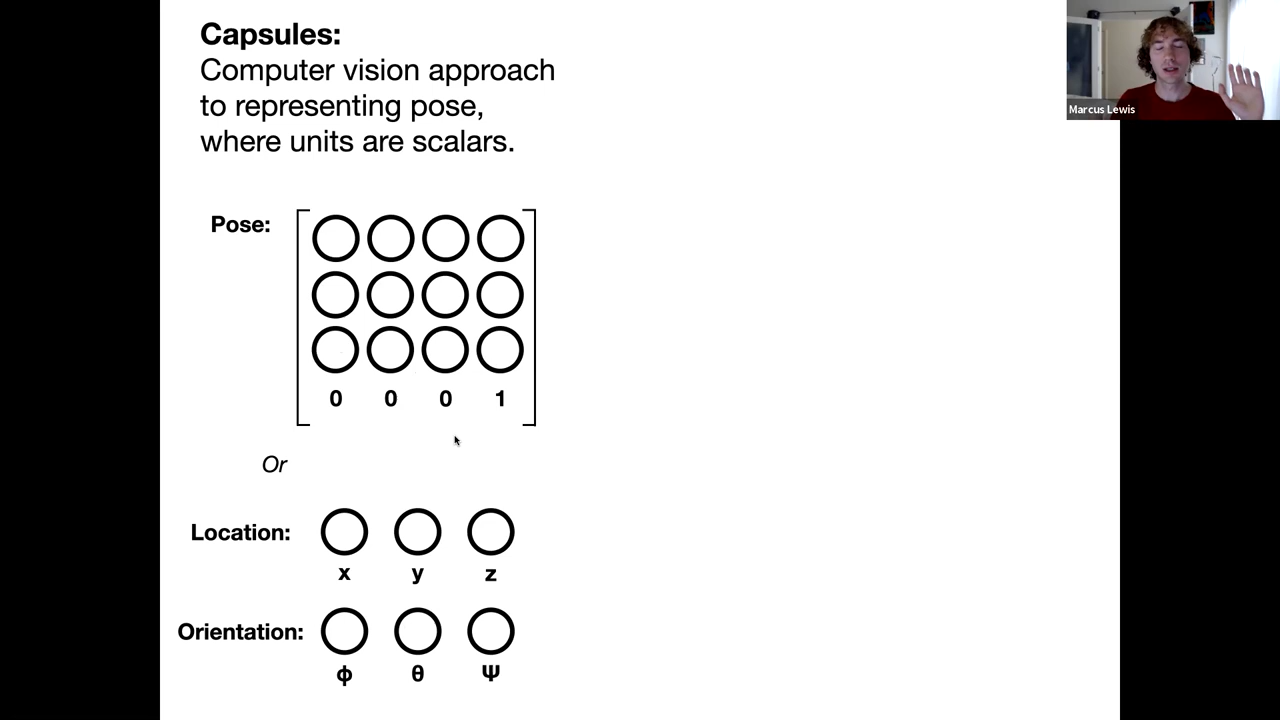 Capsules:
Computer vision approach
to representing pose,
where units are scalars.
Marcus Lewis
Pose:
0 0 0 1
Or
Location:
x y z
Orientation:
ϕ θ Ψ